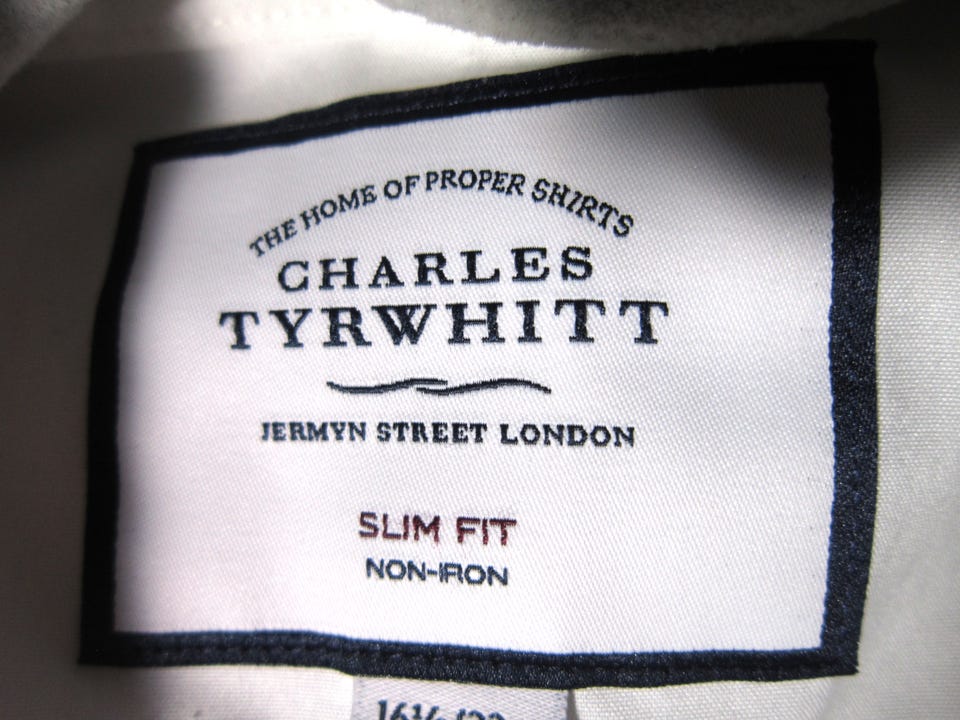 THE HOME OF PROPER SHIRTS
CHARLES
TYRWHITT
JERMYN STREET LONDON
SLIM FIT
NON-IRON